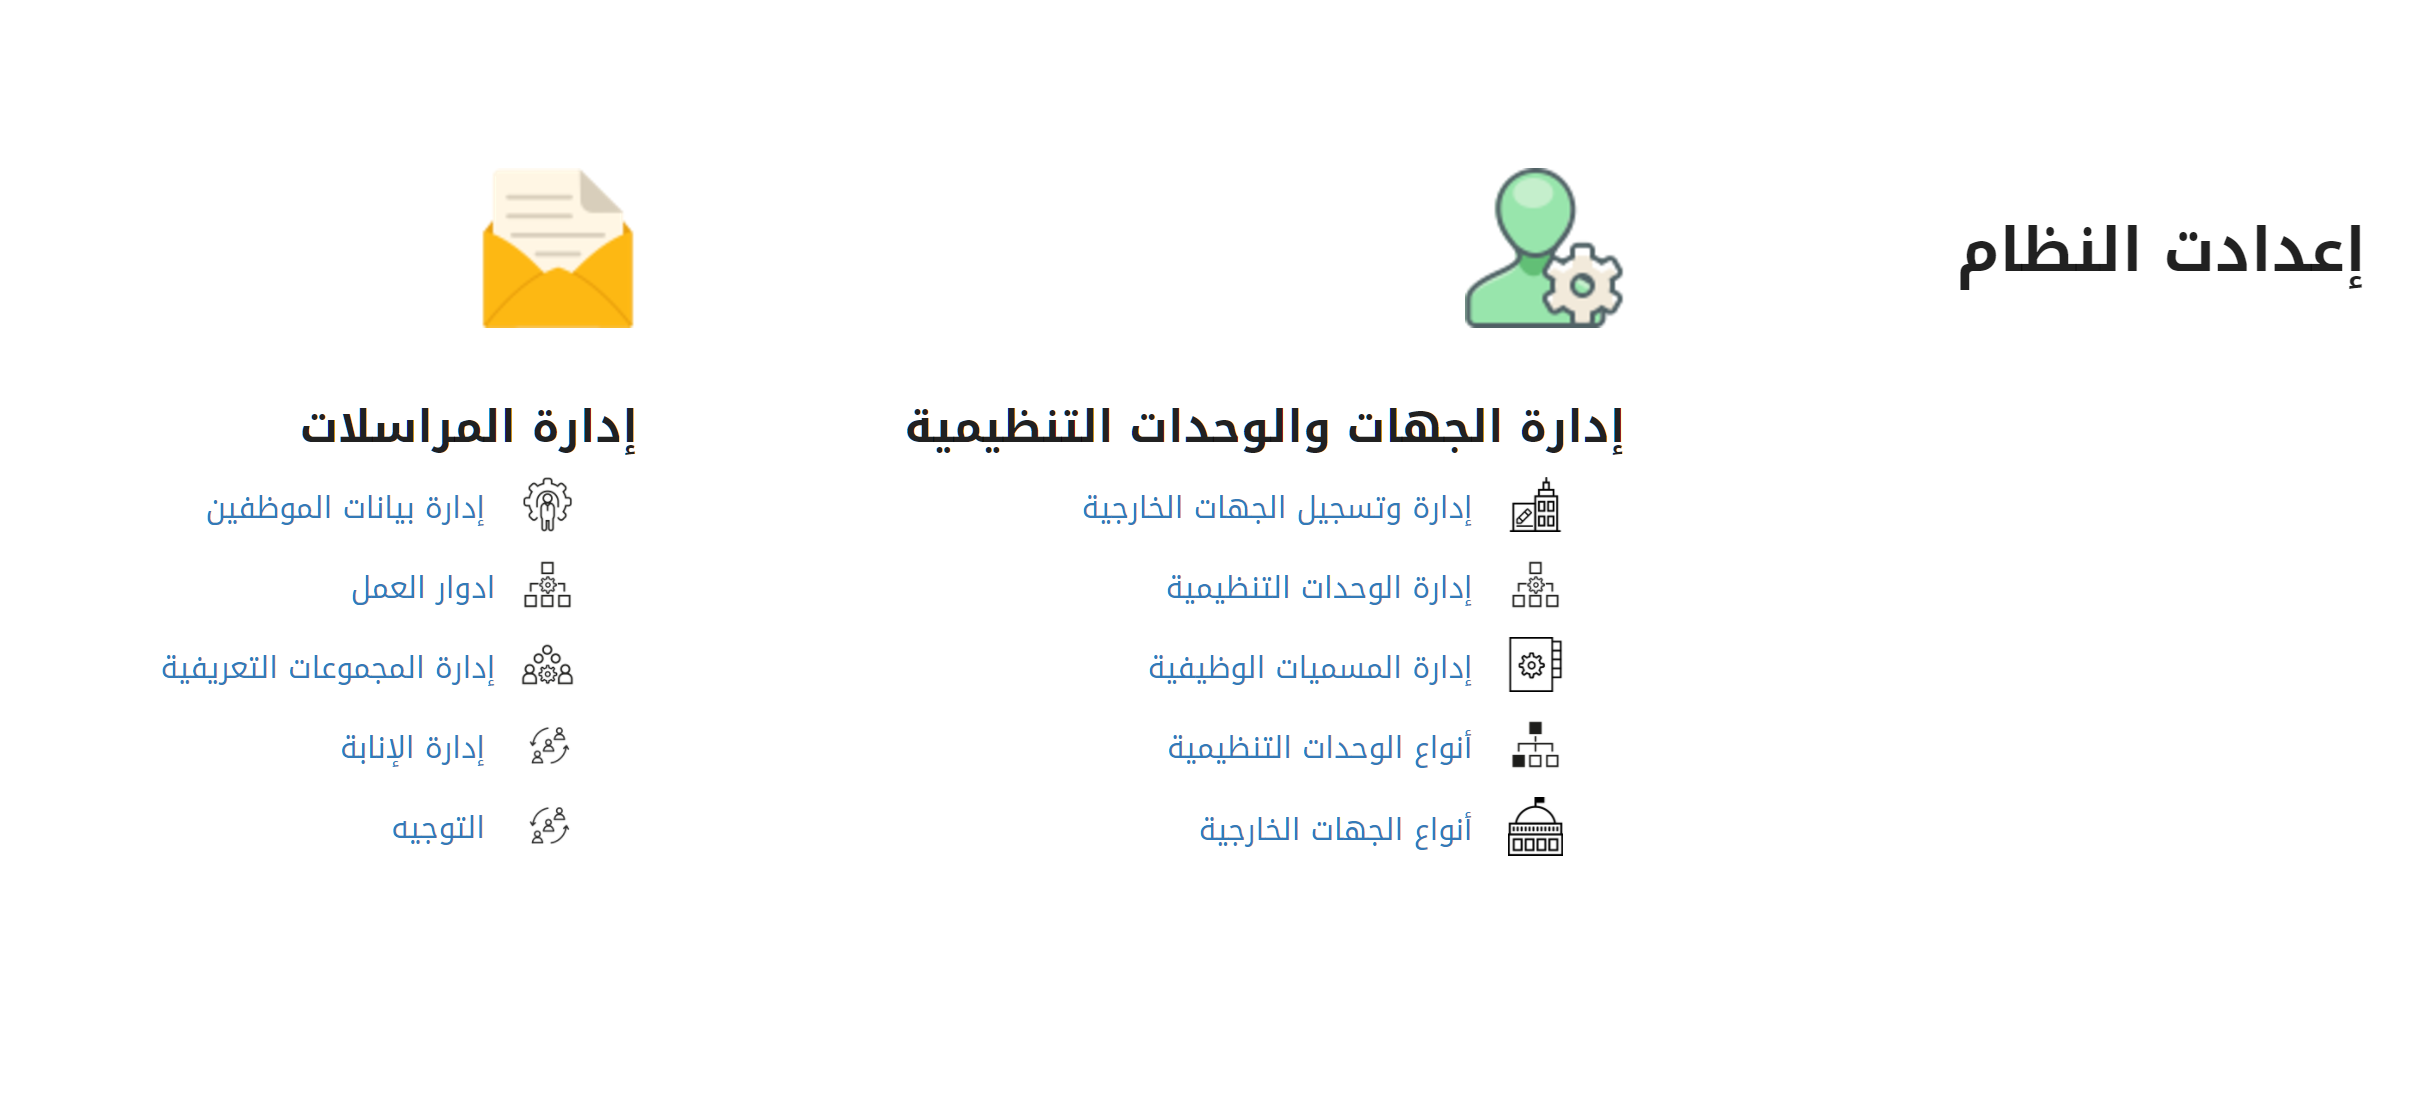 إعدادت النظام
إدارة الجهات والوحدات التنظيمية
إدارة وتسجيل الجهات الخارجية
إدارة الوحدات التنظيمية
إدارة المسميات الوظيفية
أنواع الوحدات التنظيمية
أنواع الجهات الخارجية
إدارة المراسلات
إدارة بيانات الموظفين
ادوار العمل
إدارة المجموعات التعريفية
إدارة الإنابة
التوجيه